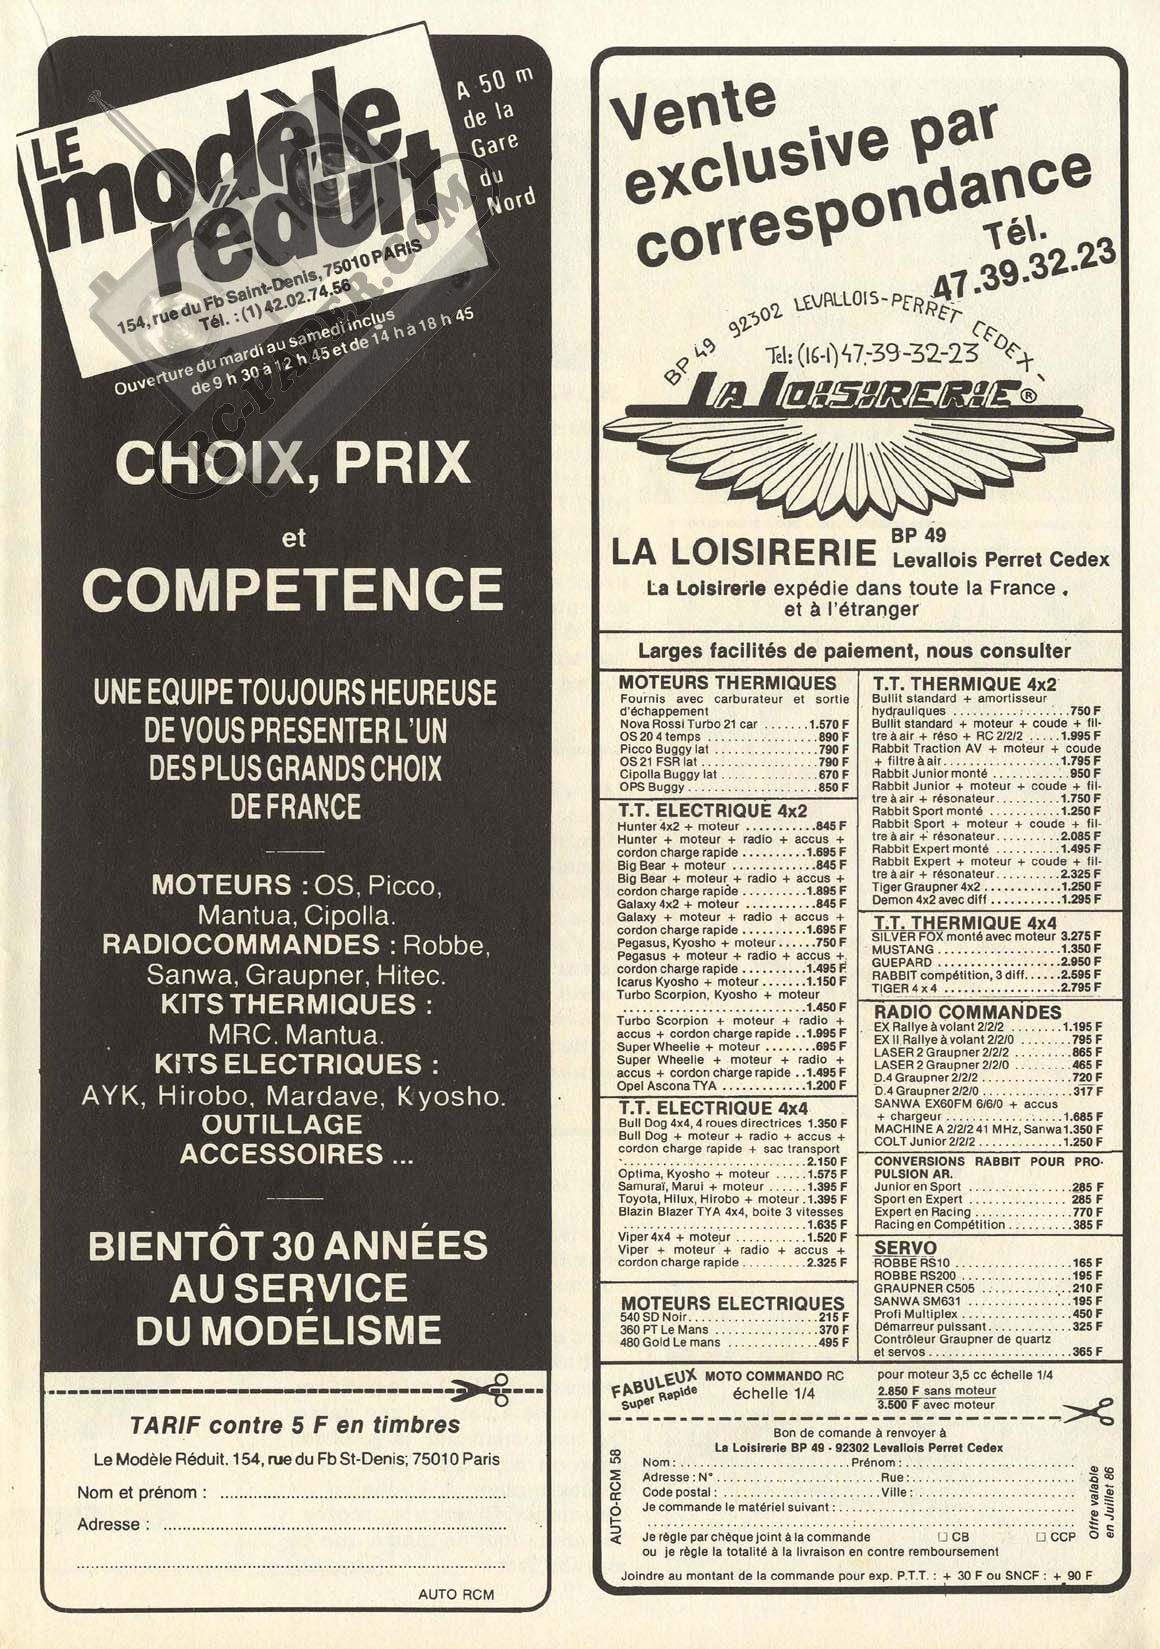 LE
modèle
réduit
A 50 m
de la
Gare
du
Nord
154, rue du Fb Saint-Denis, 75010 PARIS
Tél. : (1) 42.02.74.56
Ouverture du mardi au samedi inclus
de 9 h 30 à 12 h 45 et de 14 h à 18 h 45
RC-PAPER.COM
CHOIX, PRIX
et
COMPETENCE
UNE EQUIPE TOUJOURS HEUREUSE
DE VOUS PRESENTER L'UN
DES PLUS GRANDS CHOIX
DE FRANCE
MOTEURS : OS, Picco,
Mantua, Cipolla.
RADIOCOMMANDES : Robbe,
Sanwa, Graupner, Hitec.
KITS THERMIQUES :
MRC. Mantua.
KITS ELECTRIQUES :
AYK, Hirobo, Mardave, Kyosho.
OUTILLAGE
ACCESSOIRES ...
BIENTÔT 30 ANNÉES
AU SERVICE
DU MODÉLISME
TARIF contre 5 F en timbres
Le Modèle Réduit. 154, rue du Fb St-Denis; 75010 Paris
Nom et prénom : ........................................
Adresse : ........................................
........................................
AUTO RCM
Vente
exclusive par
correspondance
Tél.
47.39.32.23
BP 49 92302 LEVALLOIS-PERRET CEDEX -
Tel: (16-1) 47-39-32-23
LA LOISIRERIE ®
LA LOISIRERIE BP 49
Levallois Perret Cedex
La Loisirerie expédie dans toute la France.
et à l'étranger
Larges facilités de paiement, nous consulter
MOTEURS THERMIQUES
Fournis avec carburateur et sortie
d'échappement
Nova Rossi Turbo 21 car .......1.570 F
OS 20 4 temps ...............890 F
Picco Buggy lat ..............790 F
OS 21 FSR lat ...............790 F
Cipolla Buggy lat .............670 F
OPS Buggy .................850 F
T.T. ELECTRIQUE 4x2
Hunter 4x2 + moteur ..........845 F
Hunter + moteur + radio + accus +
cordon charge rapide ..........1.695 F
Big Bear + moteur ............845 F
Big Bear + moteur + radio + accus +
cordon charge rapide ..........1.895 F
Galaxy 4x2 + moteur ..........845 F
Galaxy + moteur + radio + accus +
cordon charge rapide ..........1.695 F
Pegasus, Kyosho + moteur .....750 F
Pegasus + moteur + radio + accus +
cordon charge rapide ..........1.495 F
Icarus Kyosho + moteur .......1.150 F
Turbo Scorpion, Kyosho + moteur
..........................1.450 F
Turbo Scorpion + moteur + radio +
accus + cordon charge rapide ..1.995 F
Super Wheelie + moteur .......695 F
Super Wheelie + moteur + radio +
accus + cordon charge rapide ..1.495 F
Opel Ascona TYA ............1.200 F
T.T. ELECTRIQUE 4x4
Bull Dog 4x4, 4 roues directrices 1.350 F
Bull Dog + moteur + radio + accus +
cordon charge rapide + sac transport
..........................2.150 F
Optima, Kyosho + moteur .....1.575 F
Samuraï, Marui + moteur .....1.395 F
Toyota, Hilux, Hirobo + moteur .1.395 F
Blazin Blazer TYA 4x4, boite 3 vitesses
..........................1.635 F
Viper 4x4 + moteur ...........1.520 F
Viper + moteur + radio + accus +
cordon charge rapide ..........2.325 F
MOTEURS ELECTRIQUES
540 SD Noir..................215 F
360 PT Le Mans ..............370 F
480 Gold Le mans ............495 F
T.T. THERMIQUE 4x2
Bullit standard + amortisseur
hydrauliques ................750 F
Bullit standard + moteur + coude + fil-
tre à air + réso + RC 2/2/2 .....1.995 F
Rabbit Traction AV + moteur + coude
+ filtre à air .................1.795 F
Rabbit Junior monté ...........950 F
Rabbit Junior + moteur + coude + fil-
tre à air + résonateur..........1.750 F
Rabbit Sport monté ...........1.250 F
Rabbit Sport + moteur + coude + fil-
tre à air + résonateur..........2.085 F
Rabbit Expert monté ..........1.495 F
Rabbit Expert + moteur + coude + fil-
tre à air + résonateur..........2.325 F
Tiger Graupner 4x2 ...........1.250 F
Demon 4x2 avec diff ..........1.295 F
T.T. THERMIQUE 4x4
SILVER FOX monté avec moteur 3.275 F
MUSTANG ..................1.350 F
GUEPARD ..................2.950 F
RABBIT compétition, 3 diff......2.595 F
TIGER 4 x 4 .................2.795 F
RADIO COMMANDES
EX Rallye à volant 2/2/2 ........1.195 F
EX II Rallye à volant 2/2/0 .......795 F
LASER 2 Graupner 2/2/2 ........865 F
LASER 2 Graupner 2/2/0 ........465 F
D.4 Graupner 2/2/2 ............720 F
D.4 Graupner 2/2/0 ............317 F
SANWA EX60FM 6/6/0 + accus
+ chargeur .................1.685 F
MACHINE A 2/2/2 41 MHz, Sanwa 1.350 F
COLT Junior 2/2/2 ............1.250 F
CONVERSIONS RABBIT POUR PRO-
PULSION AR.
Junior en Sport ..............285 F
Sport en Expert ..............285 F
Expert en Racing .............770 F
Racing en Compétition .........385 F
SERVO
ROBBE RS10 ................165 F
ROBBE RS200 ...............195 F
GRAUPNER C505 ............210 F
SANWA SM631 ..............195 F
Profi Multiplex ...............450 F
Démarreur puissant...........325 F
Contrôleur Graupner de quartz
et servos...................365 F
FABULEUX
Super Rapide
MOTO COMMANDO RC
échelle 1/4
pour moteur 3,5 cc échelle 1/4
2.850 F sans moteur
3.500 F avec moteur
Bon de comande à renvoyer à
La Loisirerie BP 49 - 92302 Levallois Perret Cedex
Nom : ....................Prénom : ....................
Adresse : N° ....................Rue : ....................
Code postal : ....................Ville : ....................
Je commande le matériel suivant : ....................
........................................
Je règle par chèque joint à la commande □ CB □ CCP
ou je règle la totalité à la livraison en contre remboursement
Joindre au montant de la commande pour exp. P.T.T. : + 30 F ou SNCF : + 90 F
AUTO-RCM 58
Offre valable
en Juillet 86